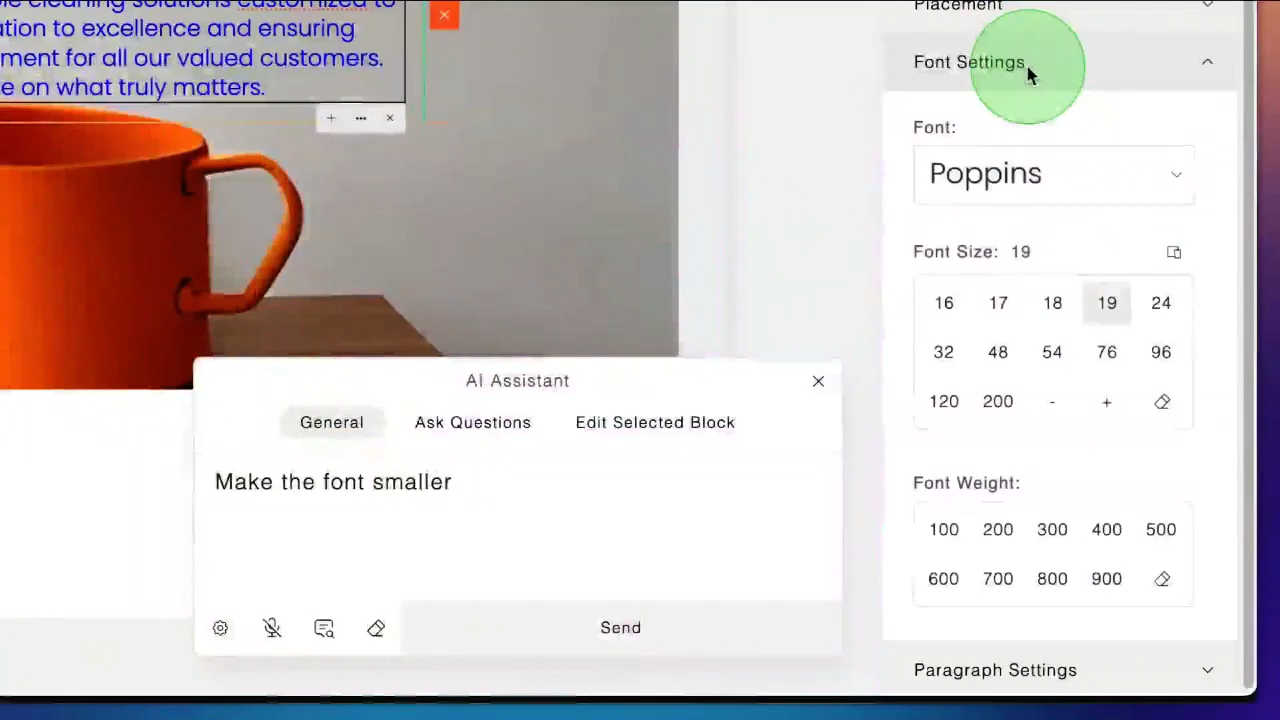 customized to
ation to excellence and ensuring
ment for all our valued customers.
e on what truly matters.
Placement
Font Settings
Font:
Poppins
Font Size: 19
16 17 18 19 24
32 48 54 76 96
120 200 - +
Font Weight:
100 200 300 400 500
600 700 800 900
Paragraph Settings
AI Assistant
General Ask Questions Edit Selected Block
Make the font smaller
Send